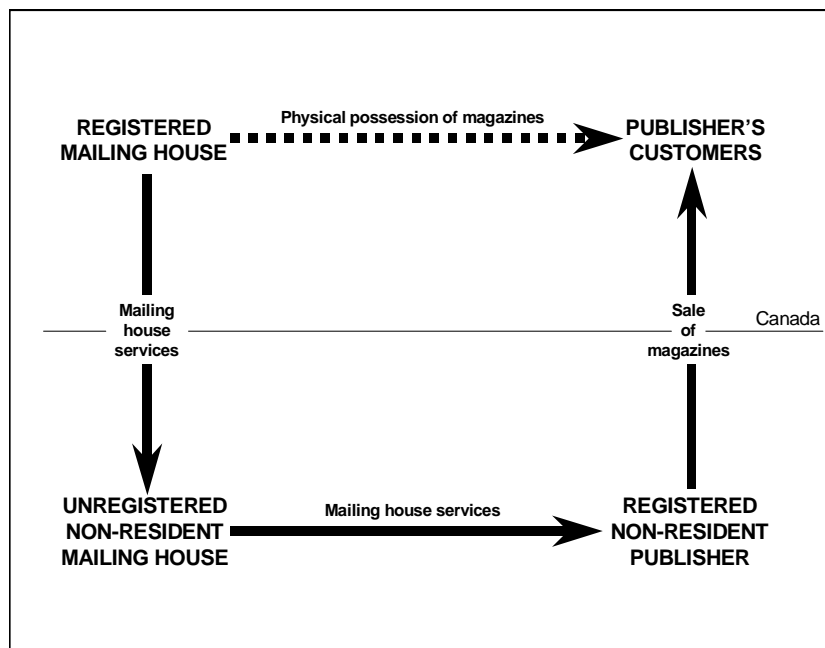 Physical possession of magazines
REGISTERED
MAILING HOUSE
PUBLISHER’S
CUSTOMERS
Mailing
house
services
Sale
of
magazines
Canada
UNREGISTERED
NON-RESIDENT
MAILING HOUSE
Mailing house services
REGISTERED
NON-RESIDENT
PUBLISHER